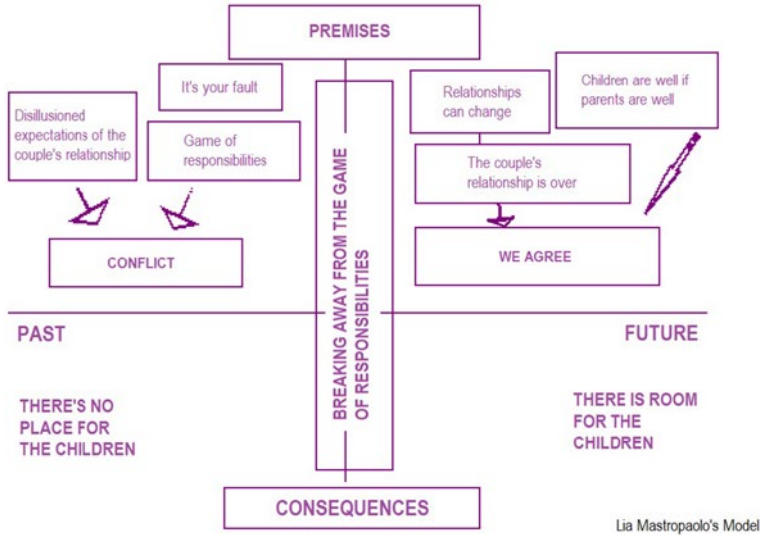 PREMISES
It's your fault
Disillusioned
expectations of the
couple's relationship
Game of
responsibilities
CONFLICT
BREAKING AWAY FROM THE GAME
OF RESPONSIBILITIES
Relationships
can change
Children are well if
parents are well
The couple's
relationship is over
WE AGREE
PAST
FUTURE
THERE'S NO
PLACE FOR
THE CHILDREN
THERE IS ROOM
FOR THE
CHILDREN
CONSEQUENCES
Lia Mastropaolo's Model